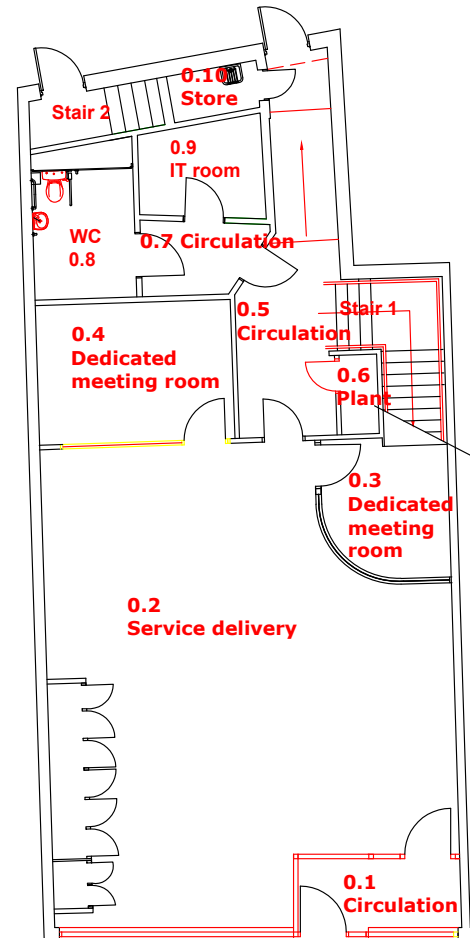 0.10
Store
Stair 2
0.9
IT room
WC
0.8
0.7 Circulation
0.5
Circulation
Stair 1
0.4
Dedicated
meeting room
0.6
Plant
0.3
Dedicated
meeting
room
0.2
Service delivery
0.1
Circulation